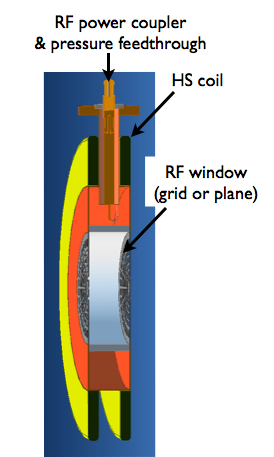 RF power coupler
& pressure feedthrough
HS coil
RF window
(grid or plane)